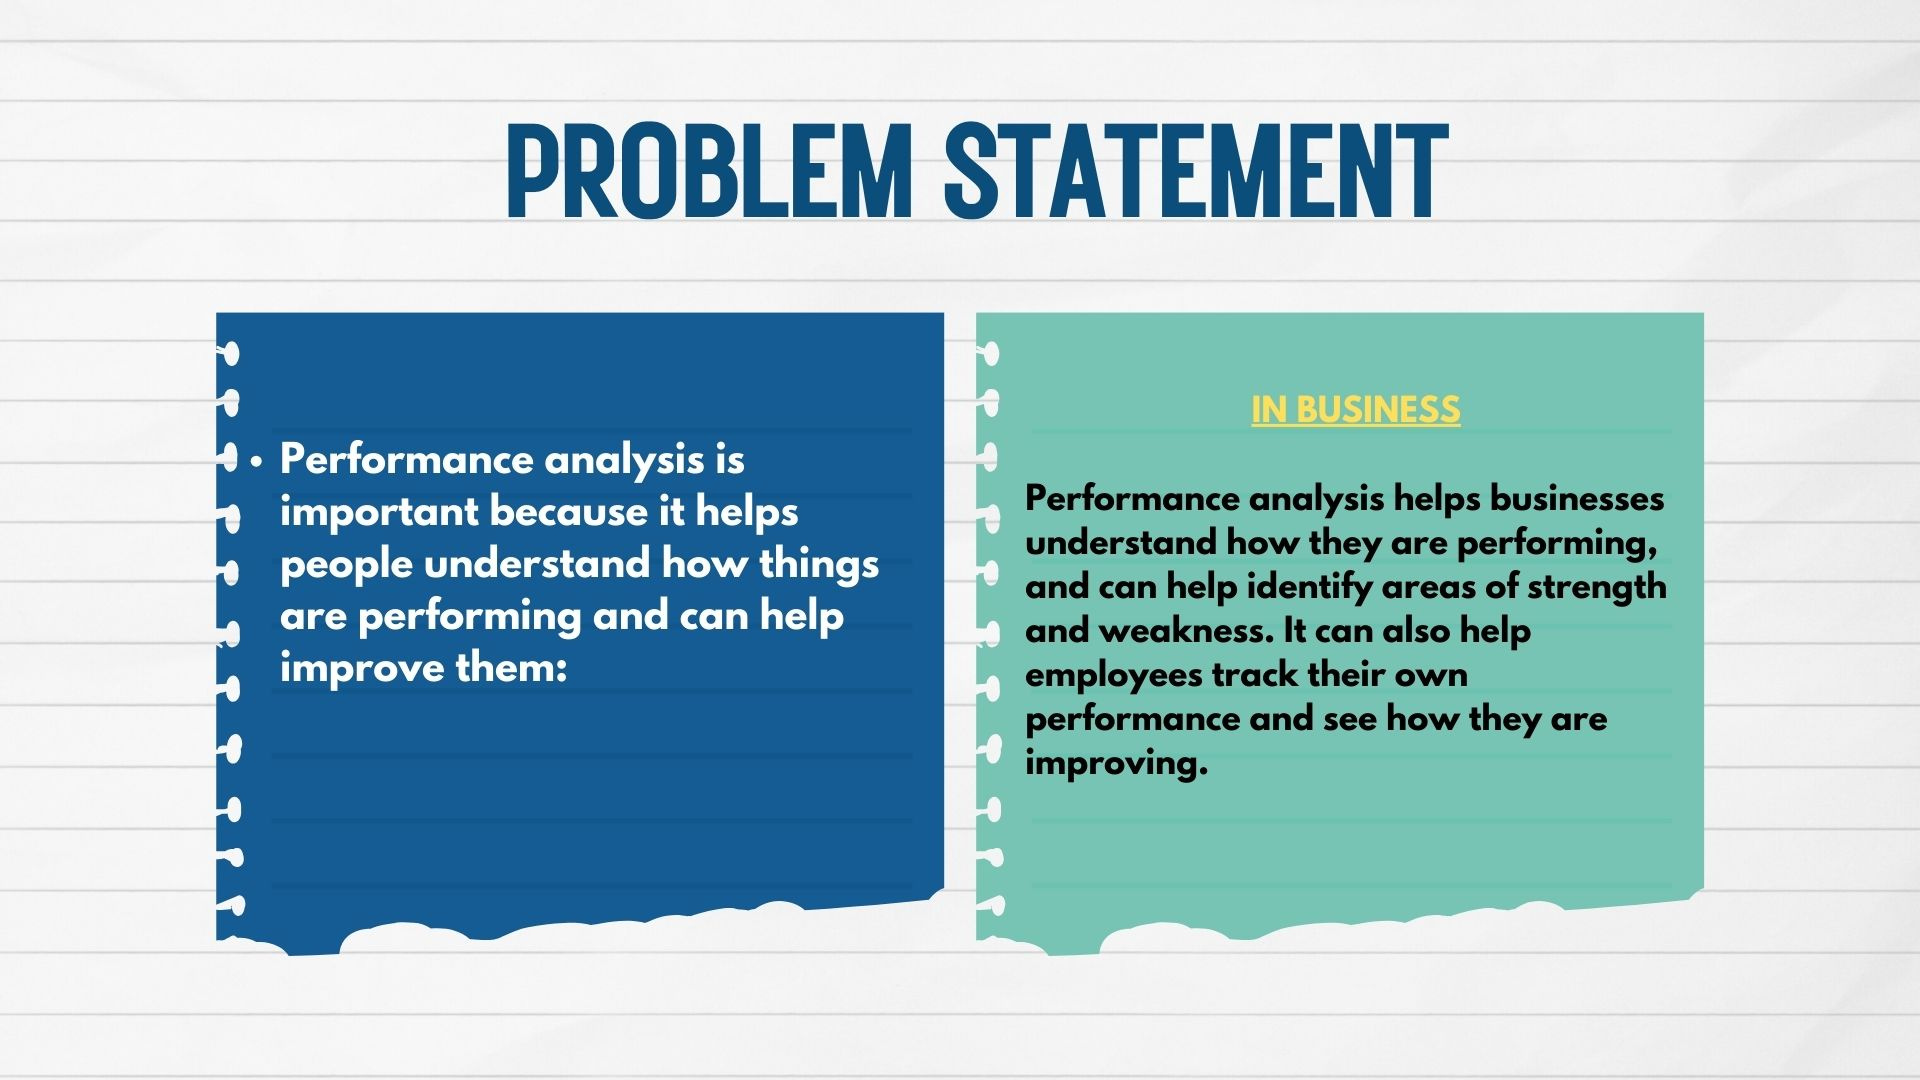 PROBLEM STATEMENT
• Performance analysis is
important because it helps
people understand how things
are performing and can help
improve them:
IN BUSINESS
Performance analysis helps businesses
understand how they are performing,
and can help identify areas of strength
and weakness. It can also help
employees track their own
performance and see how they are
improving.